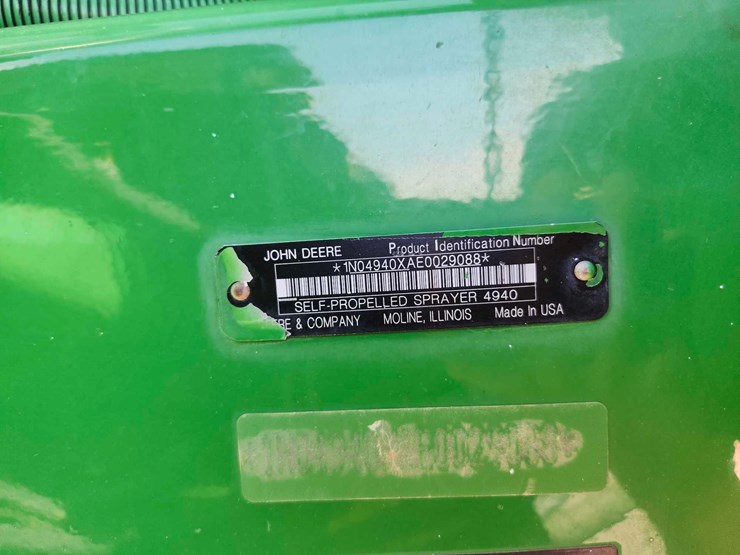 JOHN DEERE Product Identification Number
*1N04940XAE0029088*
SELF-PROPELLED SPRAYER 4940
& COMPANY MOLINE, ILLINOIS Made In USA